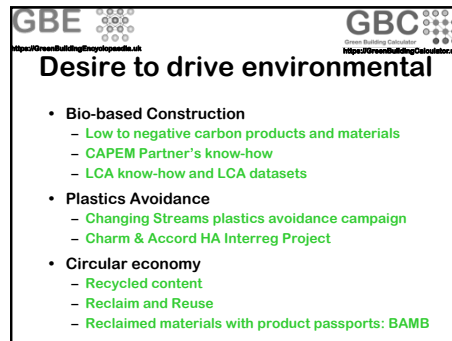 GBE
GBC
Green Building Calculator
https://GreenBuildingEncyclopaedia.uk
https://GreenBuildingCalculator.u
Desire to drive environmental
• Bio-based Construction
– Low to negative carbon products and materials
– CAPEM Partner's know-how
– LCA know-how and LCA datasets
• Plastics Avoidance
– Changing Streams plastics avoidance campaign
– Charm & Accord HA Interreg Project
• Circular economy
– Recycled content
– Reclaim and Reuse
– Reclaimed materials with product passports: BAMB